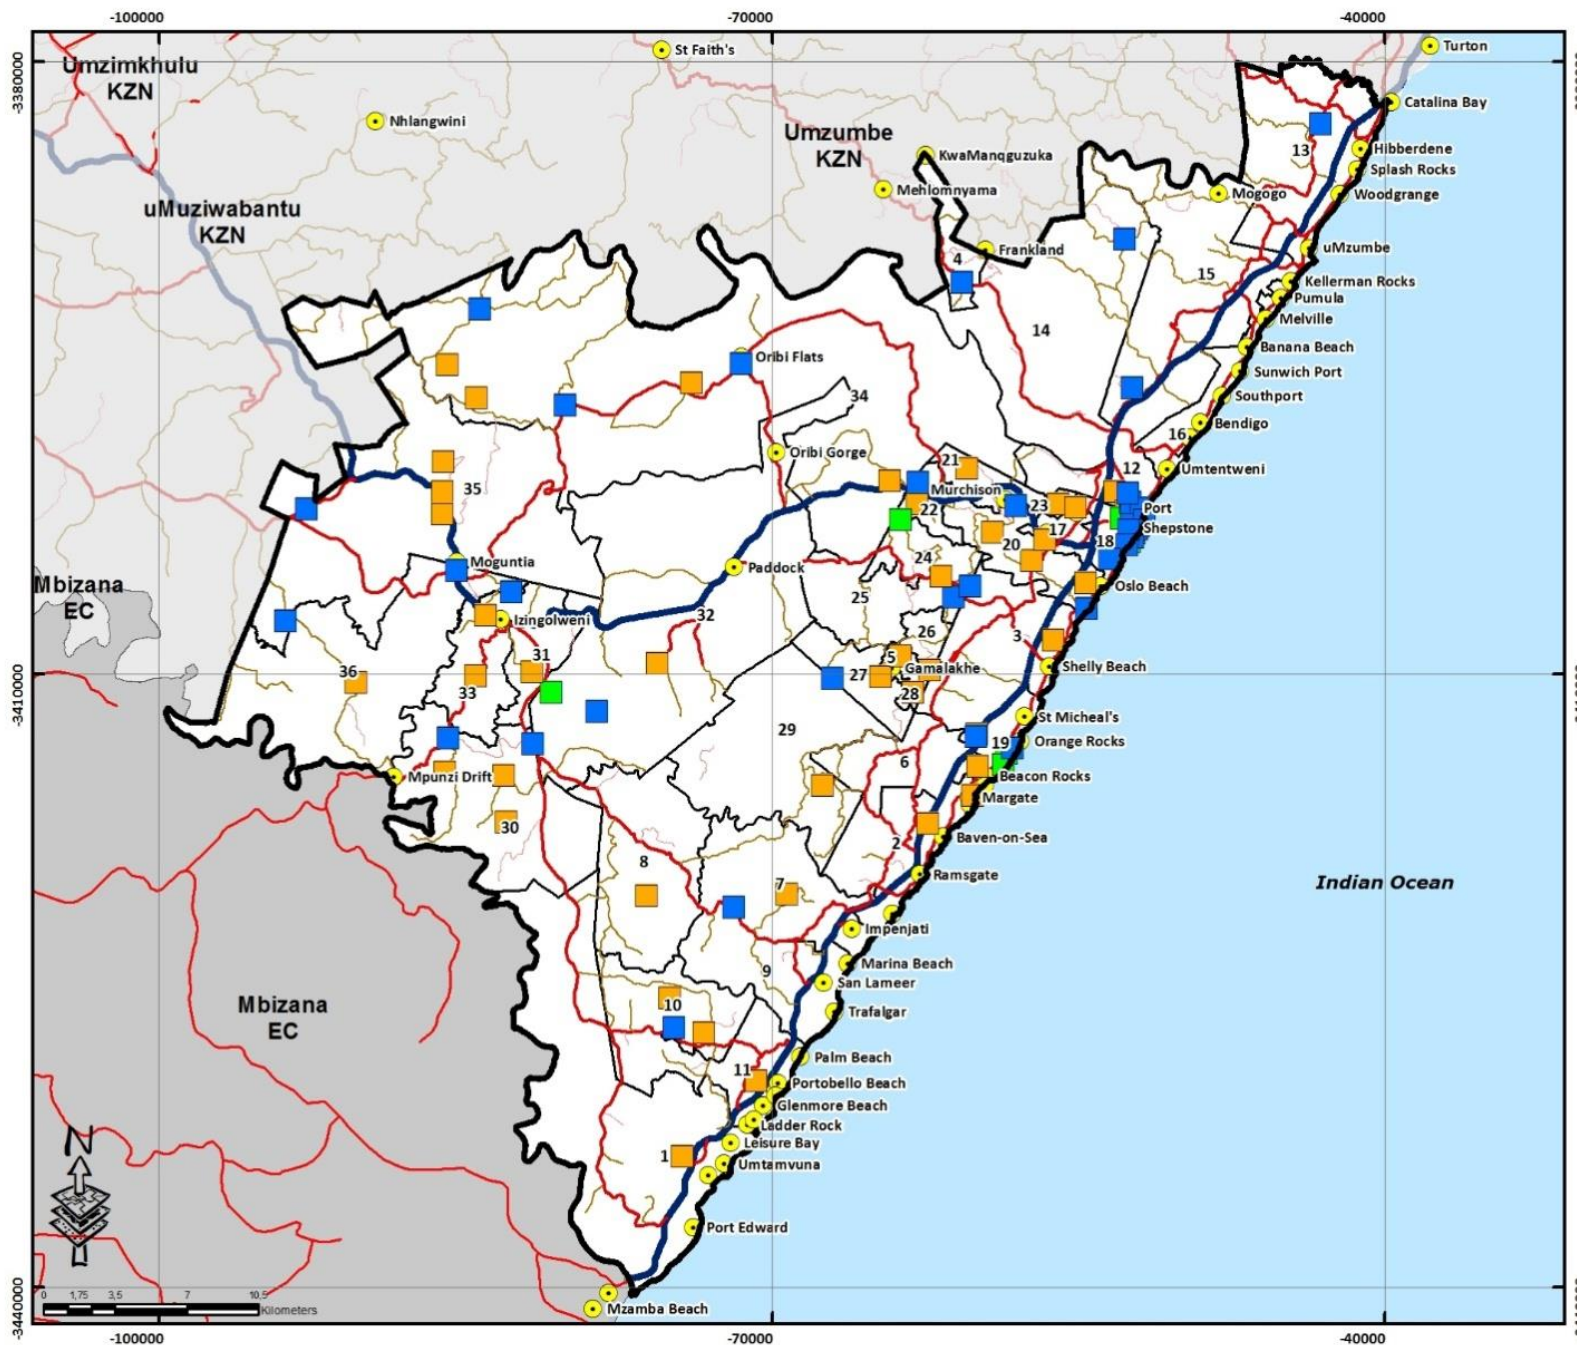 -100000
-70000
-40000
Turton
St Faith's
Umzimkhulu
KZN
-3380000
Catalina Bay
Nhlangwini
Umzumbe
KZN
13
Hibberdene
KwaManqguzuka
Splash Rocks
Mehlomnyama
Mogogo
Woodgrange
uMuziwabantu
KZN
Frankland
uMzumbe
4
15
Kellerman Rocks
Pumula
Melville
14
Banana Beach
Oribi Flats
Sunwich Port
34
Southport
Bendigo
16
Oribi Gorge
21
12
Umtentweni
35
Murchison
22
23
Port
Shepstone
17
18
20
24
Moguntia
Paddock
Oslo Beach
Mbizana
EC
25
32
Izingolweni
26
3
31
5
Gamalakhe
Shelly Beach
36
33
27
28
-3410000
St Micheal's
29
19
Orange Rocks
6
Mpunzi Drift
Beacon Rocks
Margate
30
2
Baven-on-Sea
8
7
Ramsgate
Indian Ocean
Impenjati
9
Marina Beach
San Lameer
Mbizana
EC
10
Trafalgar
Palm Beach
11
Portobello Beach
Glenmore Beach
Ladder Rock
N
Leisure Bay
1
Umtamvuna
Port Edward
0 1,75 3,5 7 10,5
Kilometers
Mzamba Beach
-3440000
-100000
-70000
-40000